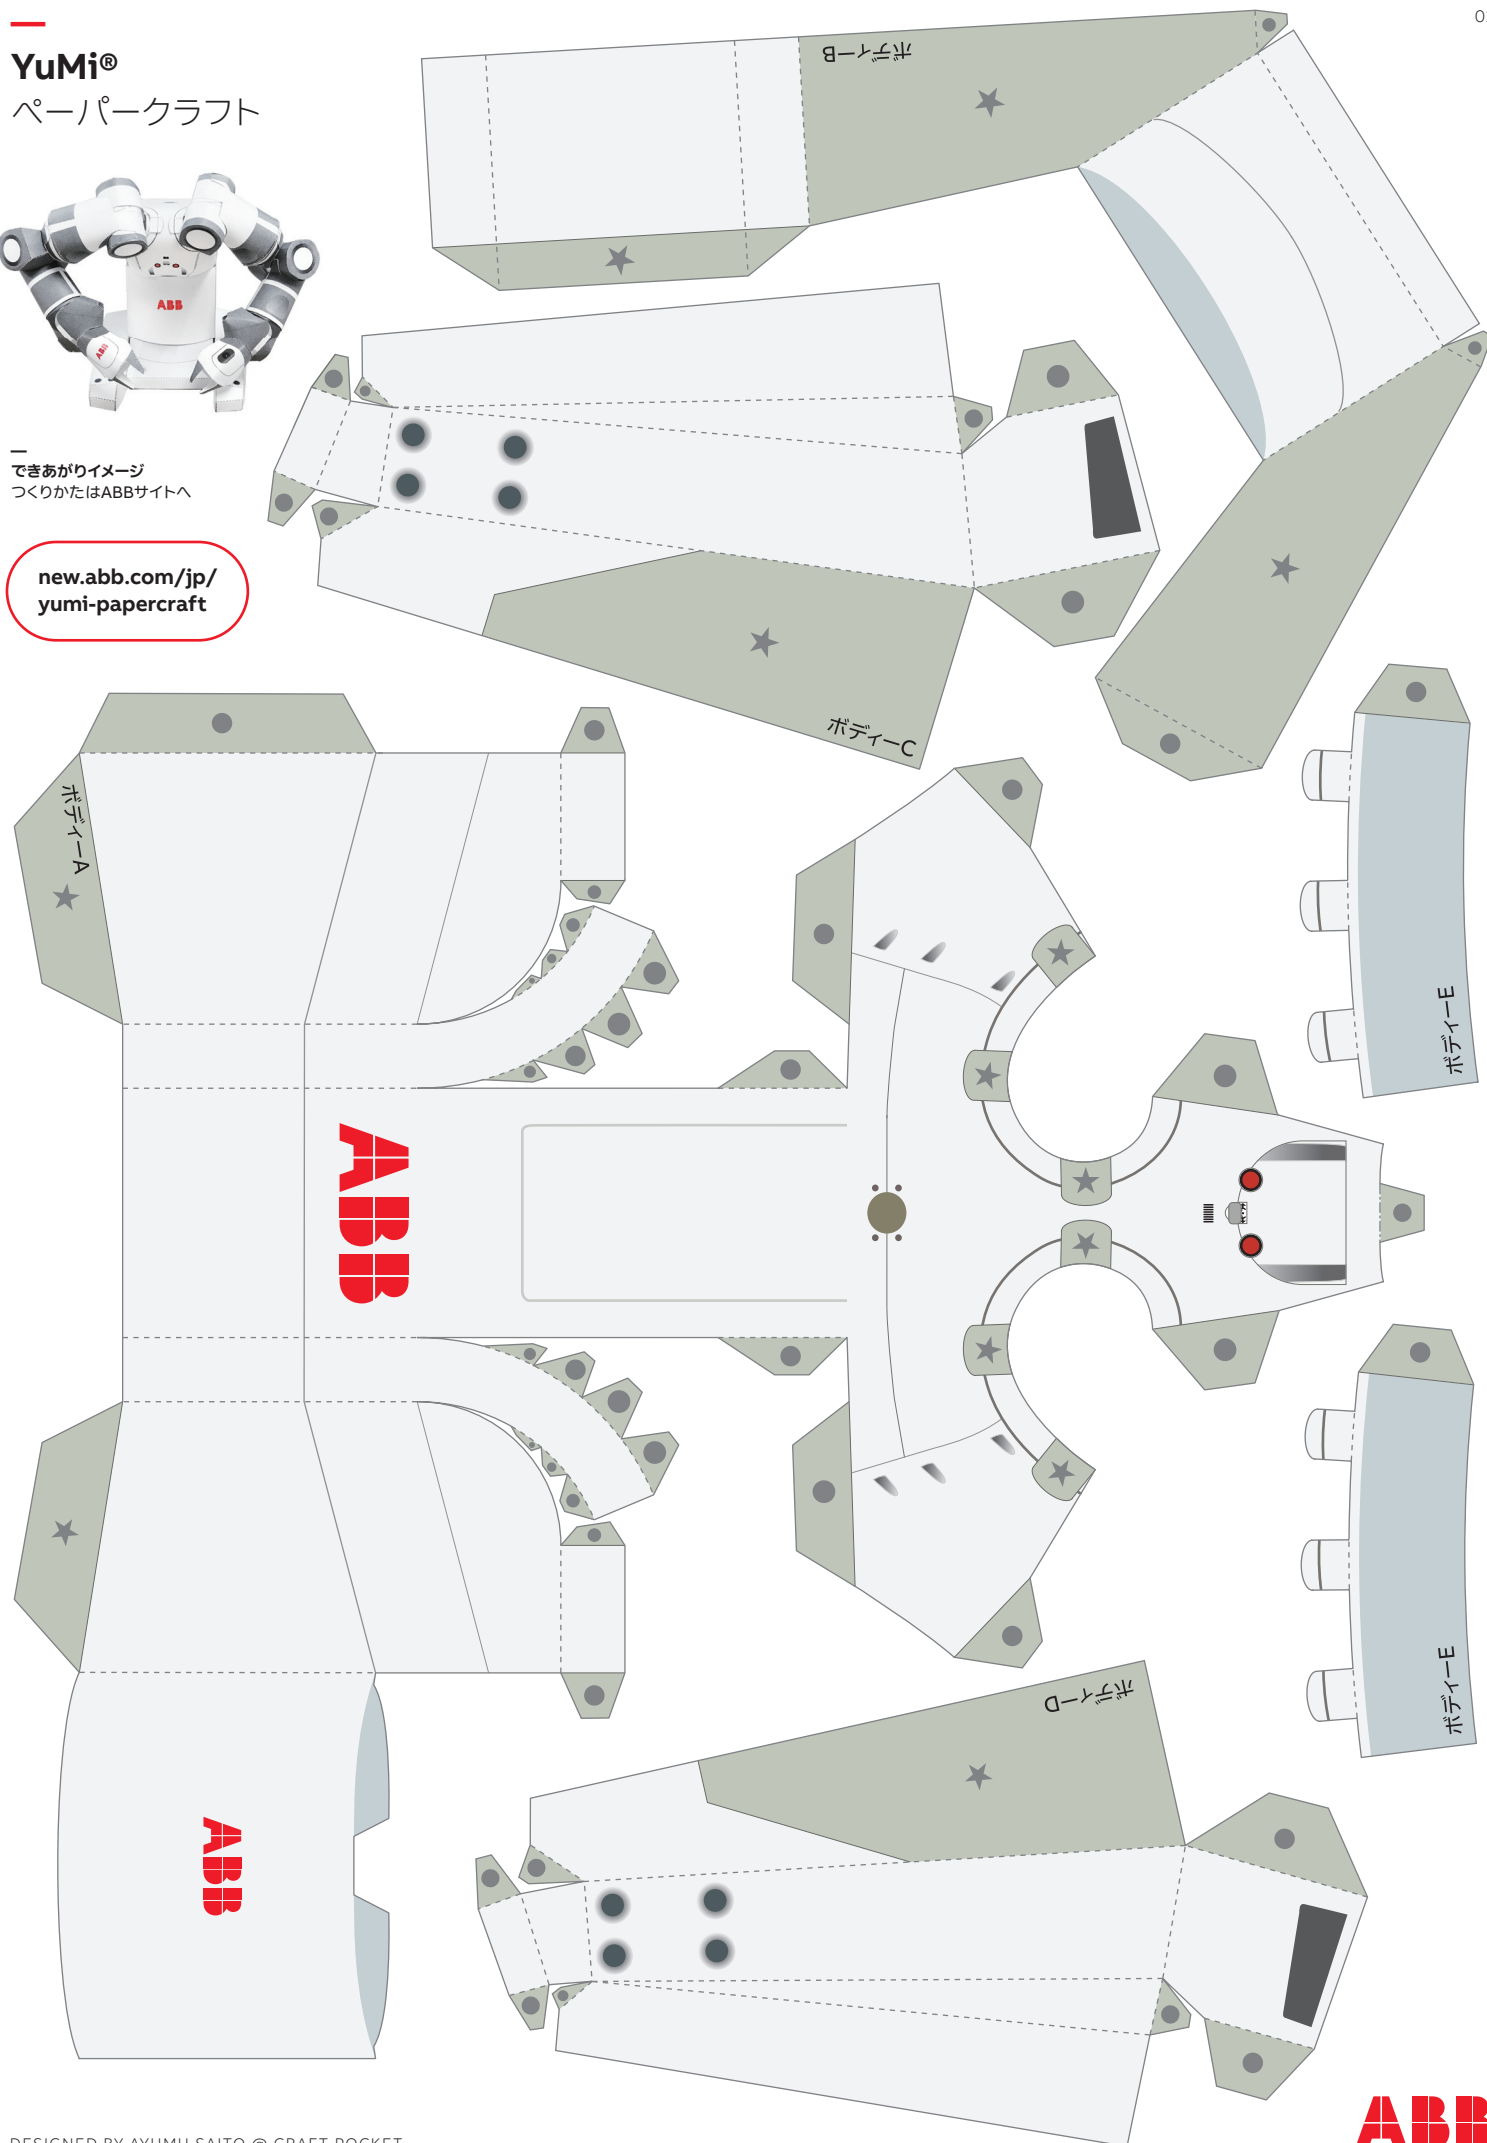 YuMi®
ペーパークラフト
ABB
ABB
できあがりイメージ
つくりかたはABBサイトへ
new.abb.com/jp/
yumi-papercraft
ボディーB
ボディーC
ボディーA
ボディーE
ABB
ボディーE
ボディーD
ABB
ABB
DESIGNED BY AYUMU SAITO @ CRAFT POCKET